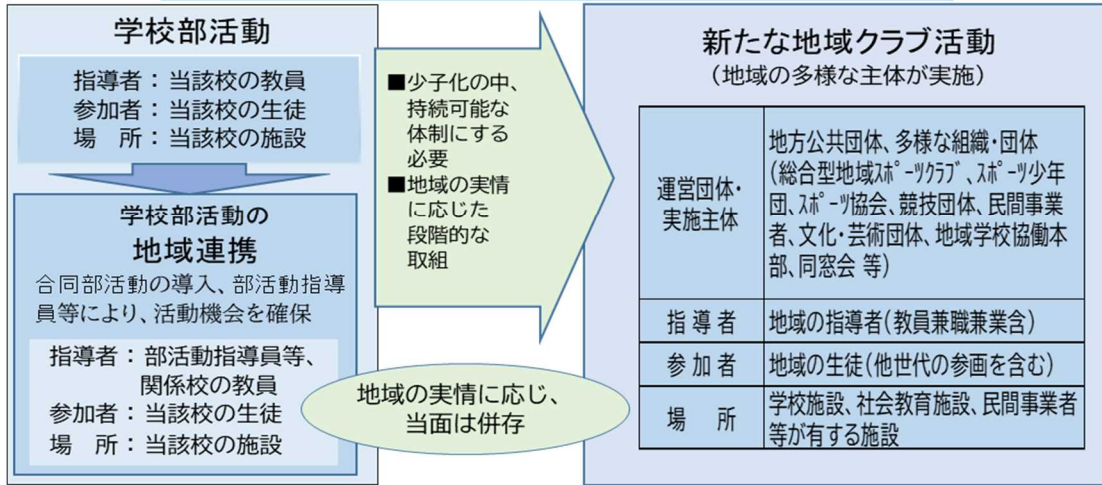 学校部活動
指導者：当該校の教員
参加者：当該校の生徒
場　所：当該校の施設
学校部活動の
地域連携
合同部活動の導入、部活動指導
員等により、活動機会を確保
指導者：部活動指導員等、
関係校の教員
参加者：当該校の生徒
場　所：当該校の施設
■少子化の中、
持続可能な
体制にする
必要
■地域の実情
に応じた
段階的な
取組
地域の実情に応じ、
当面は併存
新たな地域クラブ活動
（地域の多様な主体が実施）
運営団体・
実施主体
地方公共団体、多様な組織・団体
（総合型地域ｽﾎﾟｰﾂｸﾗﾌﾞ、ｽﾎﾟｰﾂ少年
団、ｽﾎﾟｰﾂ協会、競技団体、民間事業
者、文化・芸術団体、地域学校協働本
部、同窓会 等）
指 導 者
地域の指導者（教員兼職兼業含）
参 加 者
地域の生徒（他世代の参画を含む）
場　所
学校施設、社会教育施設、民間事業者
等が有する施設